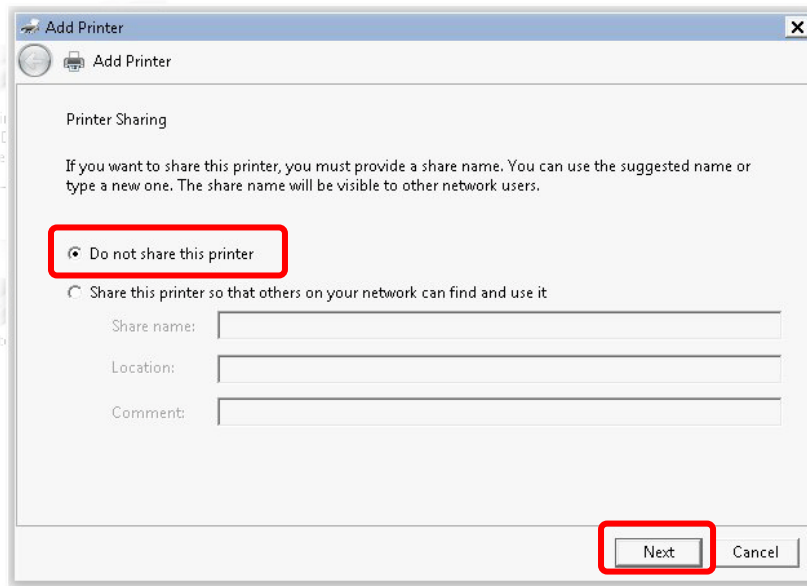 Add Printer
Add Printer
Printer Sharing
If you want to share this printer, you must provide a share name. You can use the suggested name or
type a new one. The share name will be visible to other network users.
Do not share this printer
Share this printer so that others on your network can find and use it
Share name:
Location:
Comment:
Next Cancel